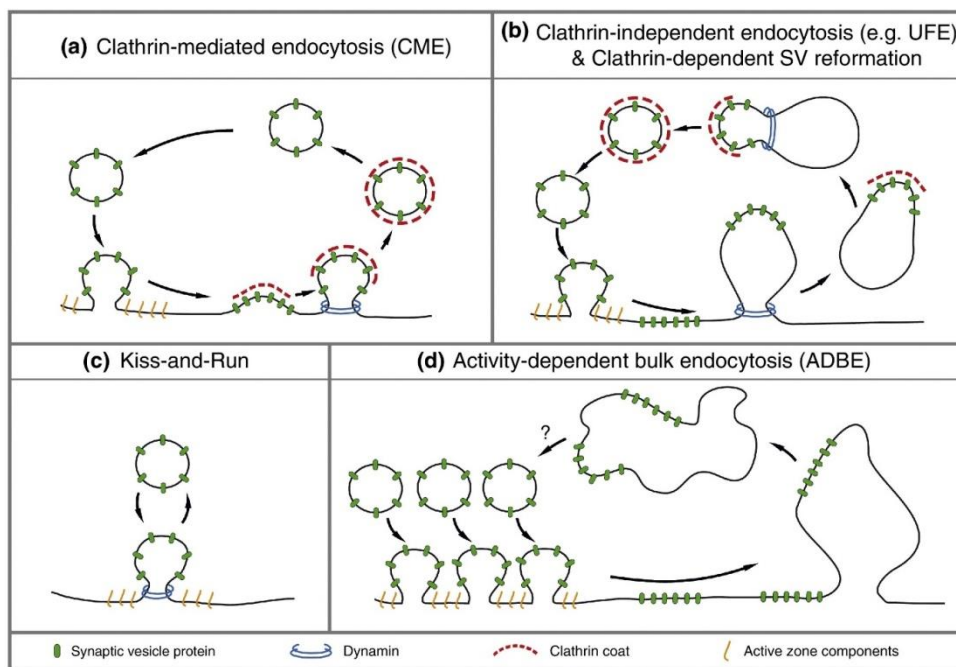 (a) Clathrin-mediated endocytosis (CME)
(b) Clathrin-independent endocytosis (e.g. UFE)
& Clathrin-dependent SV reformation
(c) Kiss-and-Run
(d) Activity-dependent bulk endocytosis (ADBE)
?
Synaptic vesicle protein
Dynamin
Clathrin coat
Active zone components